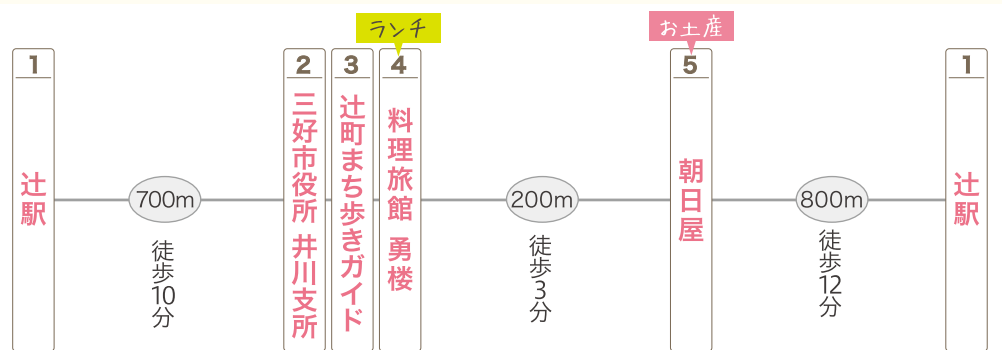 1
辻駅
700m
徒歩10分
2
三好市役所 井川支所
3
辻町まち歩きガイド
ランチ
4
料理旅館 勇楼
200m
徒歩3分
お土産
5
朝日屋
800m
徒歩12分
1
辻駅